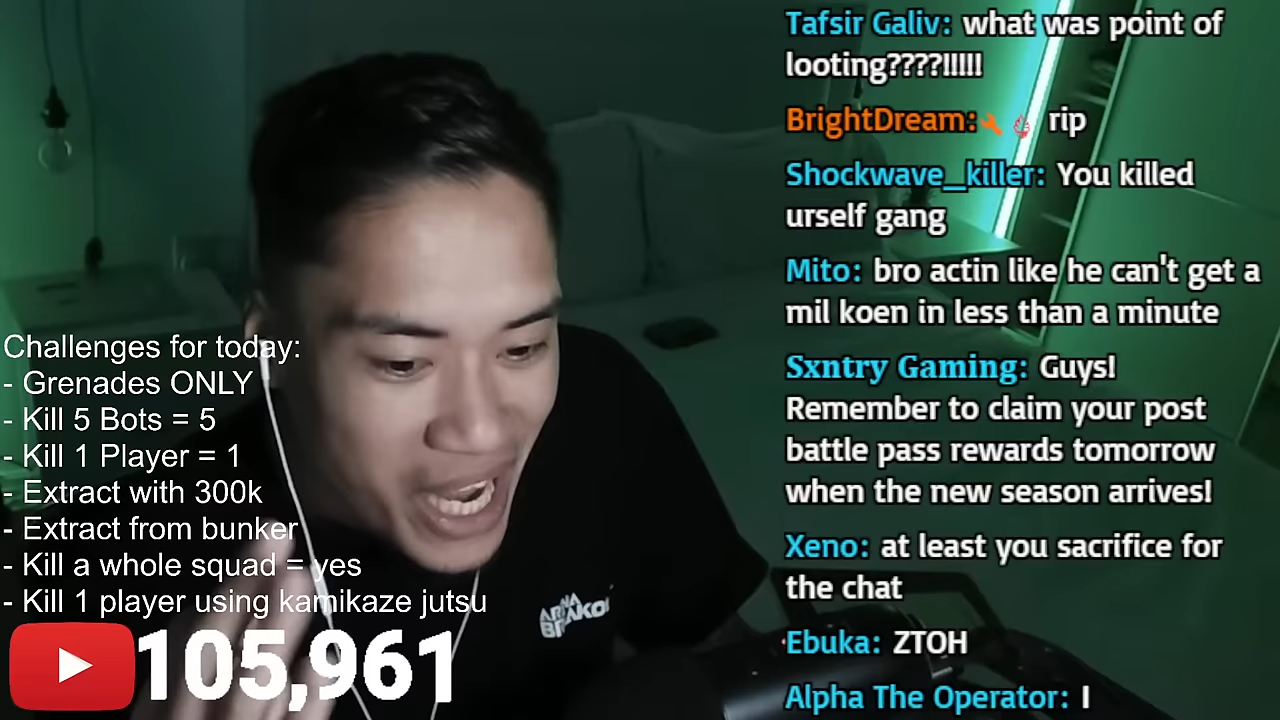 Tafsir Galiv: what was point of
looting????!!!!!
BrightDream: rip
Shockwave_killer: You killed
urself gang
Mito: bro actin like he can't get a
mil koen in less than a minute
Sxntry Gaming: Guys!
Remember to claim your post
battle pass rewards tomorrow
when the new season arrives!
Xeno: at least you sacrifice for
the chat
Ebuka: ZTOH
Alpha The Operator: I
Challenges for today:
- Grenades ONLY
- Kill 5 Bots = 5
- Kill 1 Player = 1
- Extract with 300k
- Extract from bunker
- Kill a whole squad = yes
- Kill 1 player using kamikaze jutsu
105,961